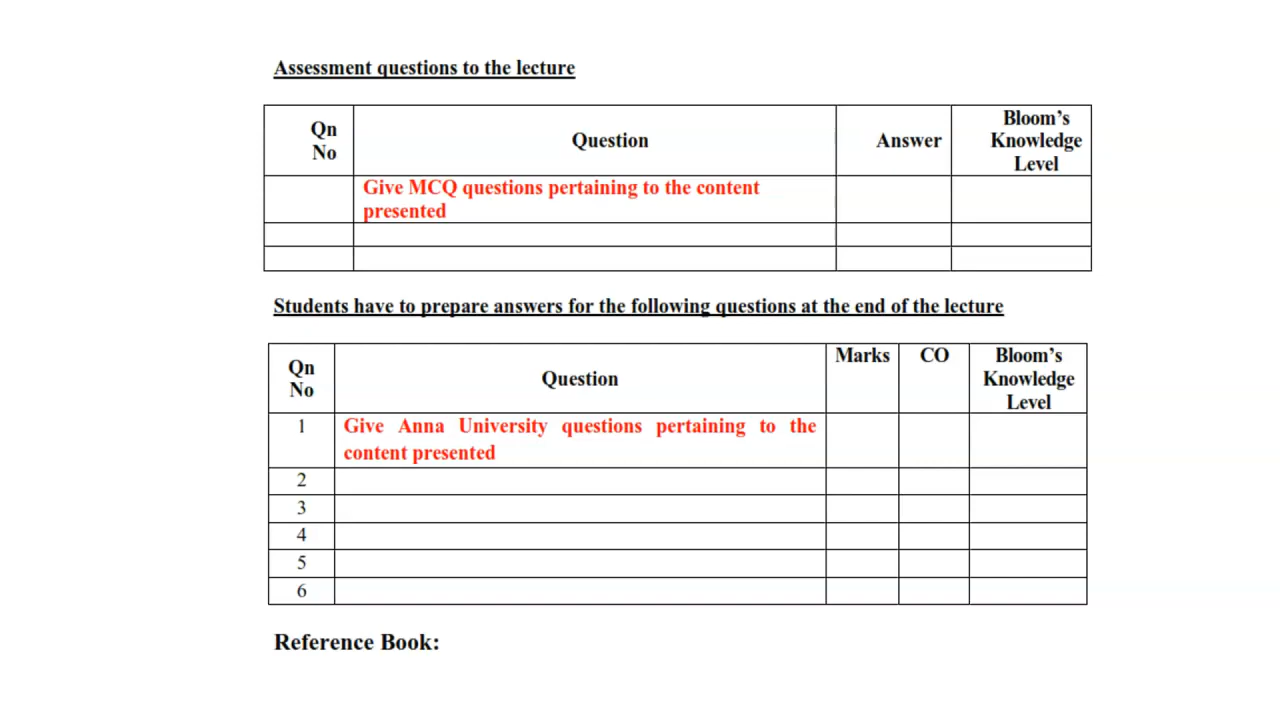 Assessment questions to the lecture
Qn No Question Answer Bloom's Knowledge Level
Give MCQ questions pertaining to the content
presented
Students have to prepare answers for the following questions at the end of the lecture
Qn No Question Marks CO Bloom's Knowledge Level
1 Give Anna University questions pertaining to the
content presented
2
3
4
5
6
Reference Book: